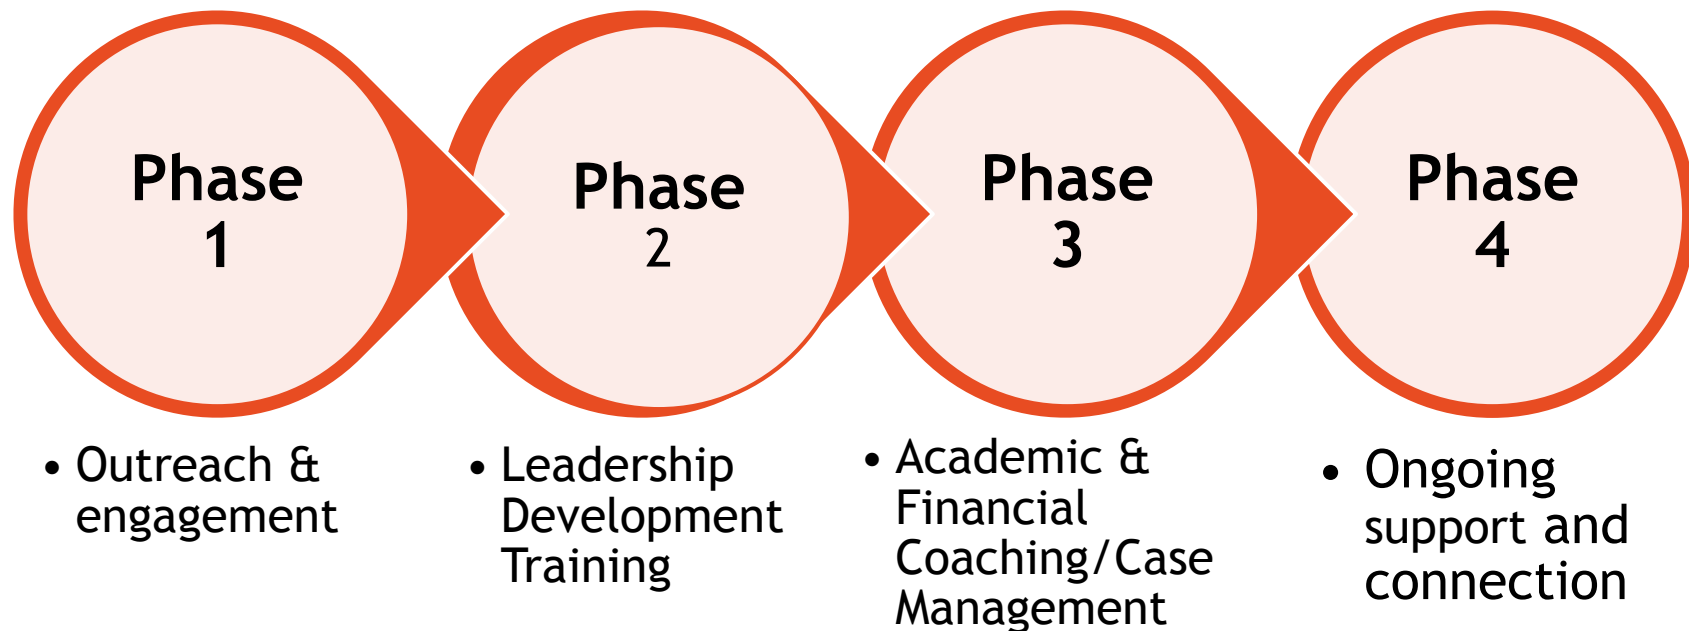 Phase
1
Phase
2
Phase
3
Phase
4
• Outreach &
engagement
• Leadership
Development
Training
• Academic &
Financial
Coaching/Case
Management
• Ongoing
support and
connection